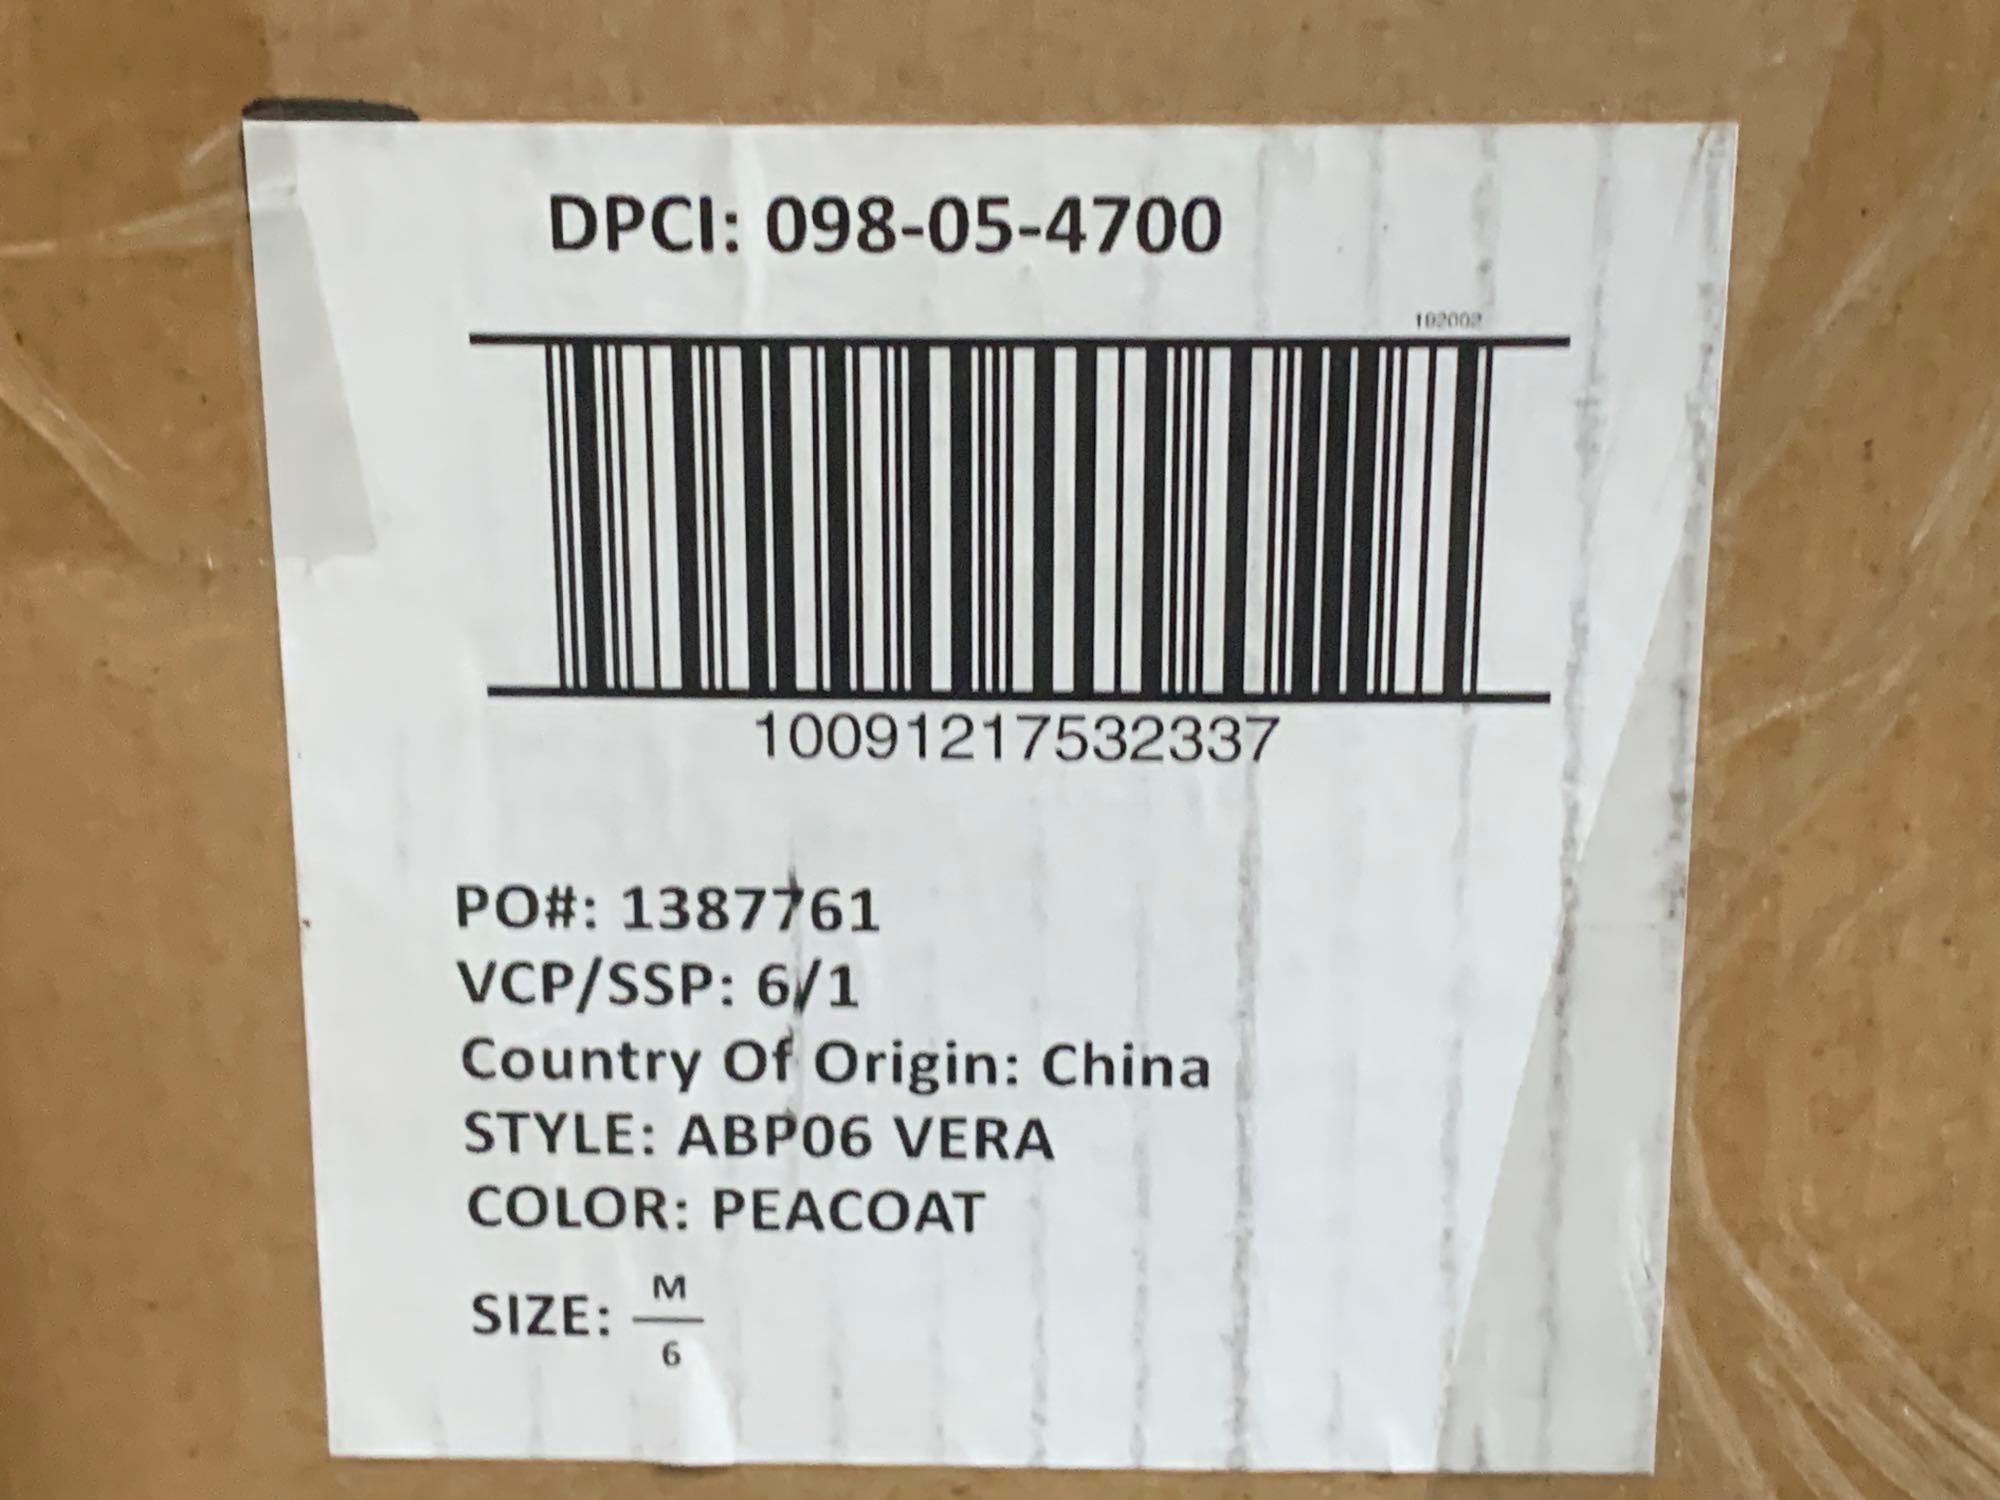 DPCI: 098-05-4700
102002
10091217532337
PO#: 1387761
VCP/SSP: 6/1
Country Of Origin: China
STYLE: ABP06 VERA
COLOR: PEACOAT
SIZE: M
6